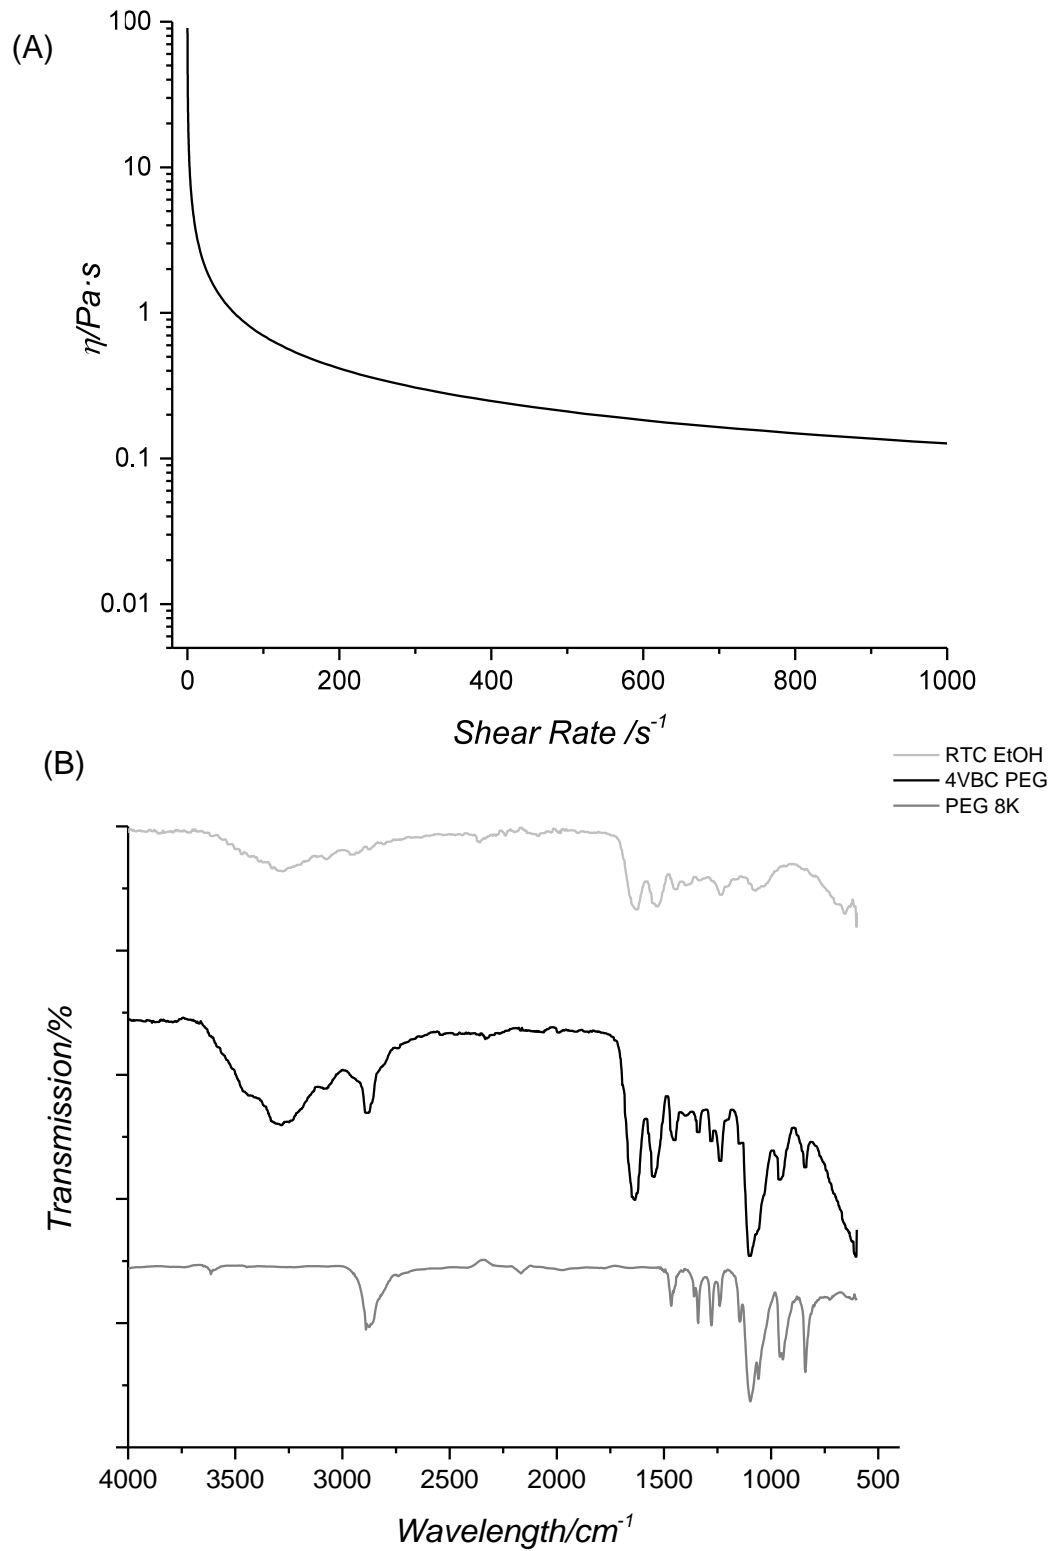 (A)
100
10
1
0.1
0.01
η/Pa·s
0 200 400 600 800 1000
Shear Rate /s⁻¹
(B)
RTC EtOH
4VBC PEG
PEG 8K
Transmission/%
4000 3500 3000 2500 2000 1500 1000 500
Wavelength/cm⁻¹